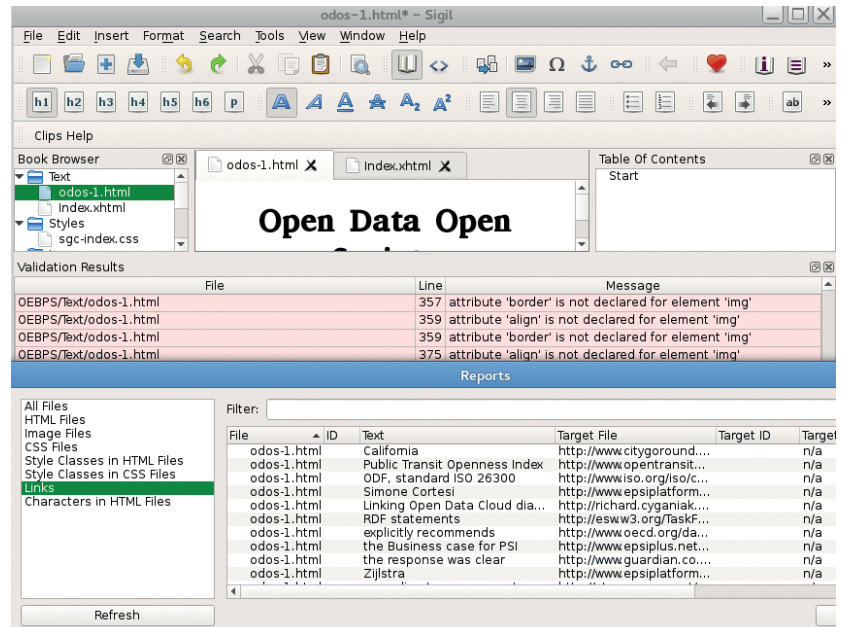 odos-1.html* – Sigil
File Edit Insert Format Search Tools View Window Help
h1 h2 h3 h4 h5 h6 p A A A A A₂ A² ab »
Clips Help
Book Browser
Text
odos-1.html
Index.xhtml
Styles
sgc-index.css
odos-1.html Index.xhtml
Open Data Open
Table Of Contents
Start
Validation Results
File Line Message
OEBPS/Text/odos-1.html 357 attribute 'border' is not declared for element 'img'
OEBPS/Text/odos-1.html 359 attribute 'align' is not declared for element 'img'
OEBPS/Text/odos-1.html 359 attribute 'border' is not declared for element 'img'
OEBPS/Text/odos-1.html 375 attribute 'align' is not declared for element 'img'
Reports
All Files
HTML Files
Image Files
CSS Files
Style Classes in HTML Files
Style Classes in CSS Files
Links
Characters in HTML Files
Refresh
Filter:
File ID Text Target File Target ID Target
odos-1.html California http://www.citygoround.... n/a
odos-1.html Public Transit Openness Index http://www.opentransit... n/a
odos-1.html ODF, standard ISO 26300 http://www.iso.org/iso/c... n/a
odos-1.html Simone Cortesi http://www.epsiplatform... n/a
odos-1.html Linking Open Data Cloud dia... http://richard.cyganiak.... n/a
odos-1.html RDF statements http://esw.w3.org/TaskF... n/a
odos-1.html explicitly recommends http://www.oecd.org/da... n/a
odos-1.html the Business case for PSI http://www.epsiplus.net... n/a
odos-1.html the response was clear http://www.guardian.co.... n/a
odos-1.html Zijlstra http://www.epsiplatform... n/a